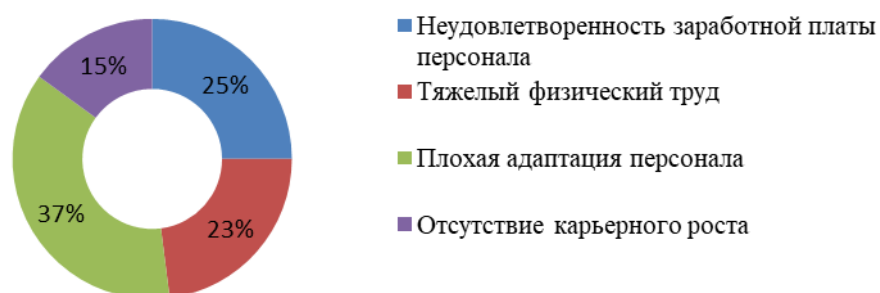 Неудовлетворенность заработной платы
персонала
Тяжелый физический труд
Плохая адаптация персонала
Отсутствие карьерного роста
15%
25%
37%
23%